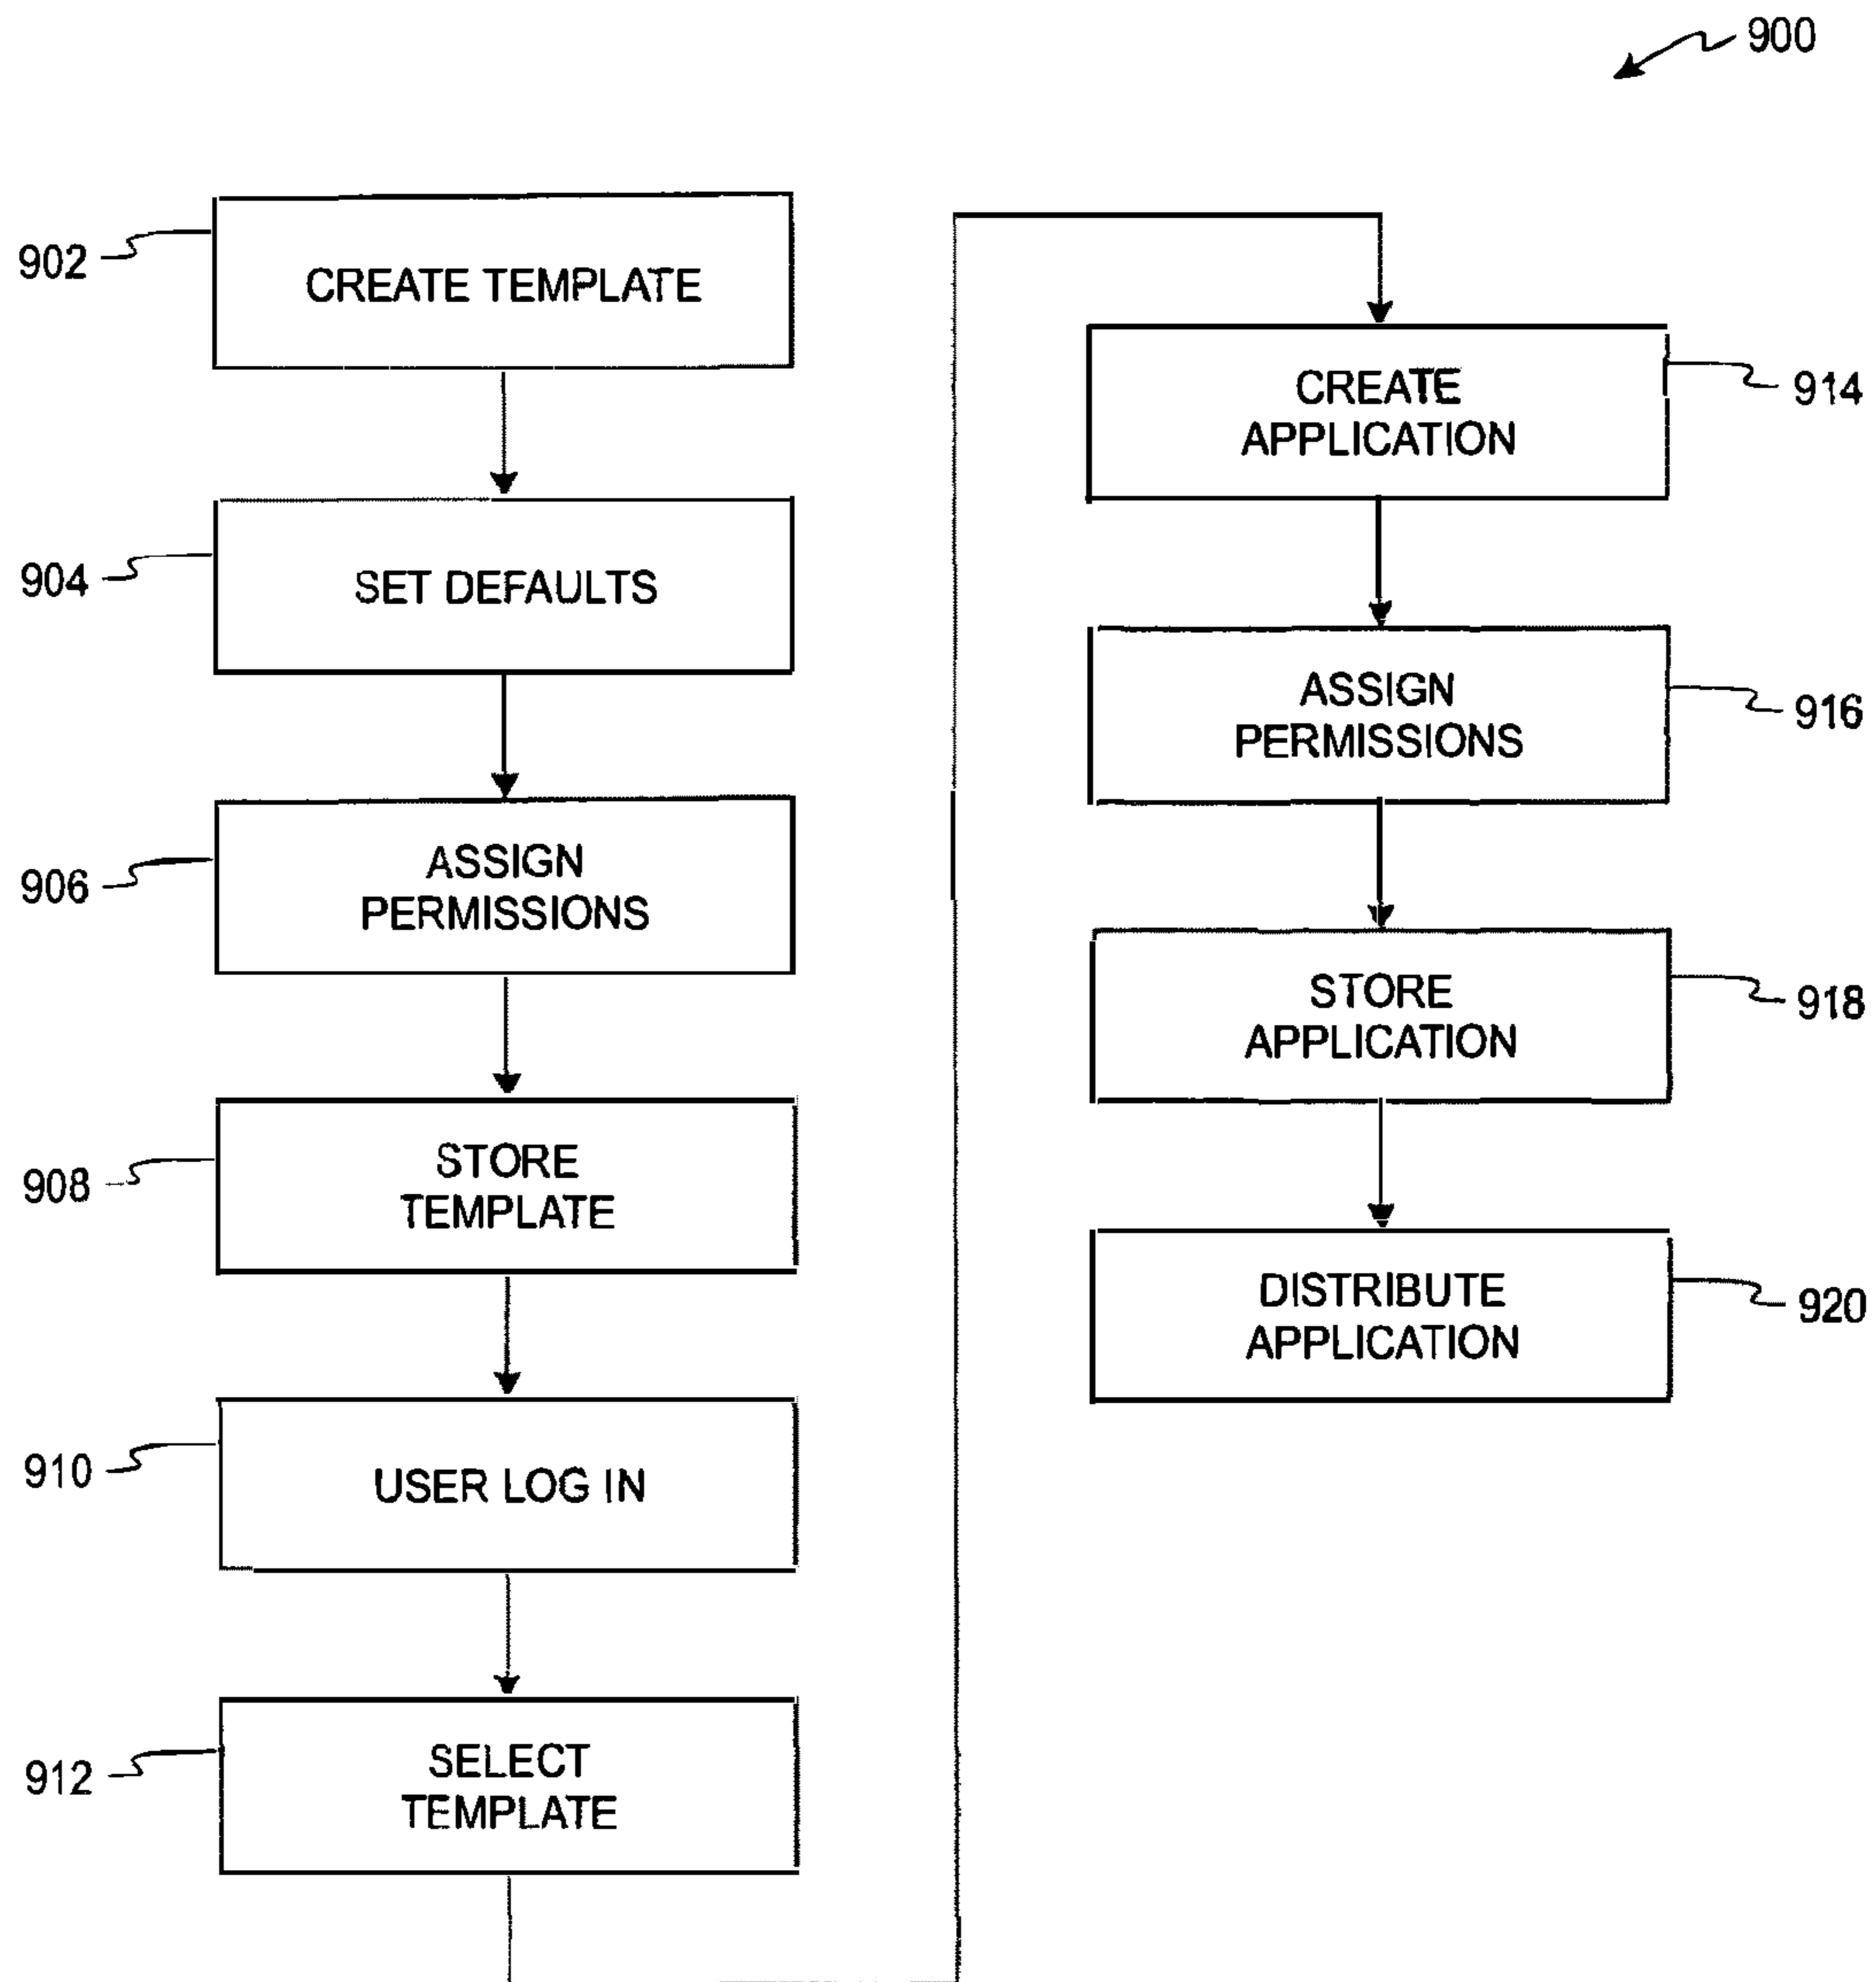 900
902
CREATE TEMPLATE
904
SET DEFAULTS
906
ASSIGN
PERMISSIONS
908
STORE
TEMPLATE
910
USER LOG IN
912
SELECT
TEMPLATE
CREATE
APPLICATION
914
ASSIGN
PERMISSIONS
916
STORE
APPLICATION
918
DISTRIBUTE
APPLICATION
920